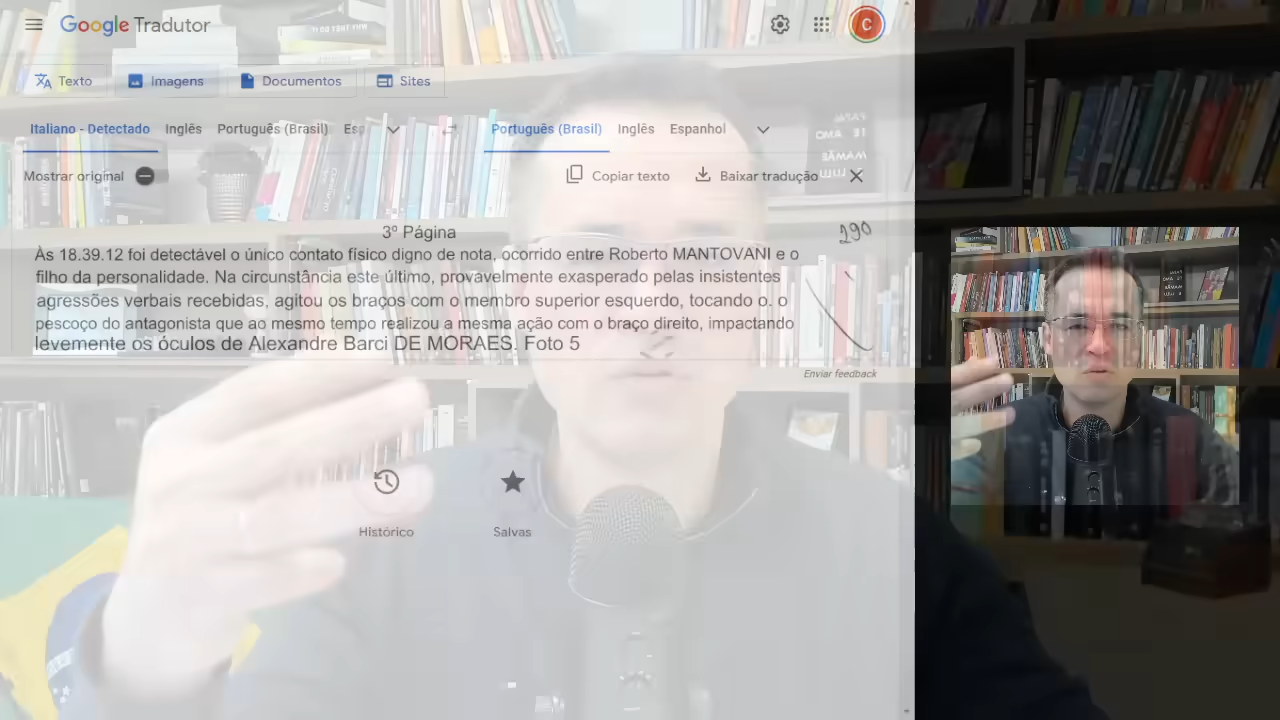 Google Tradutor
C
Texto
Imagens
Documentos
Sites
Italiano - Detectado
Inglês
Português (Brasil)
Esp
Português (Brasil)
Inglês
Espanhol
Mostrar original
Copiar texto
Baixar tradução
290
3º Página
Às 18.39.12 foi detectável o único contato físico digno de nota, ocorrido entre Roberto MANTOVANI e o
filho da personalidade. Na circunstância este último, provavelmente exasperado pelas insistentes
agressões verbais recebidas, agitou os braços com o membro superior esquerdo, tocando o. o
pescoço do antagonista que ao mesmo tempo realizou a mesma ação com o braço direito, impactando
levemente os óculos de Alexandre Barci DE MORAES. Foto 5
Enviar feedback
Histórico
Salvas